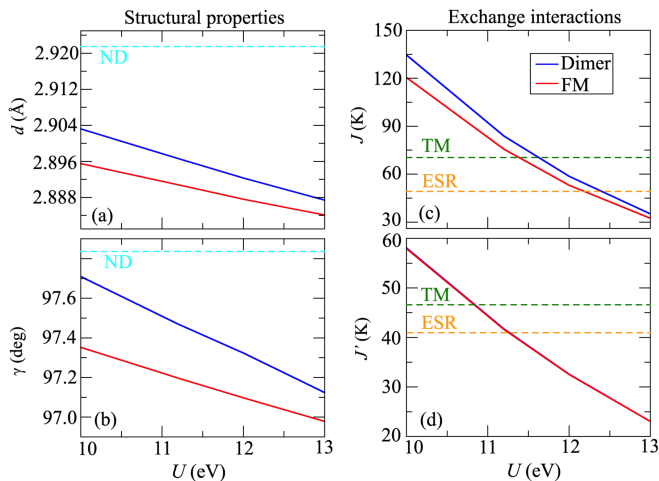 Structural properties
Exchange interactions
2.920
2.912
2.904
2.896
2.888
d (Å)
ND
(a)
150
120
90
60
30
J (K)
Dimer
FM
TM
ESR
(c)
97.6
97.4
97.2
97.0
γ (deg)
ND
(b)
10 11 12 13
U (eV)
60
50
40
30
20
J' (K)
TM
ESR
(d)
10 11 12 13
U (eV)